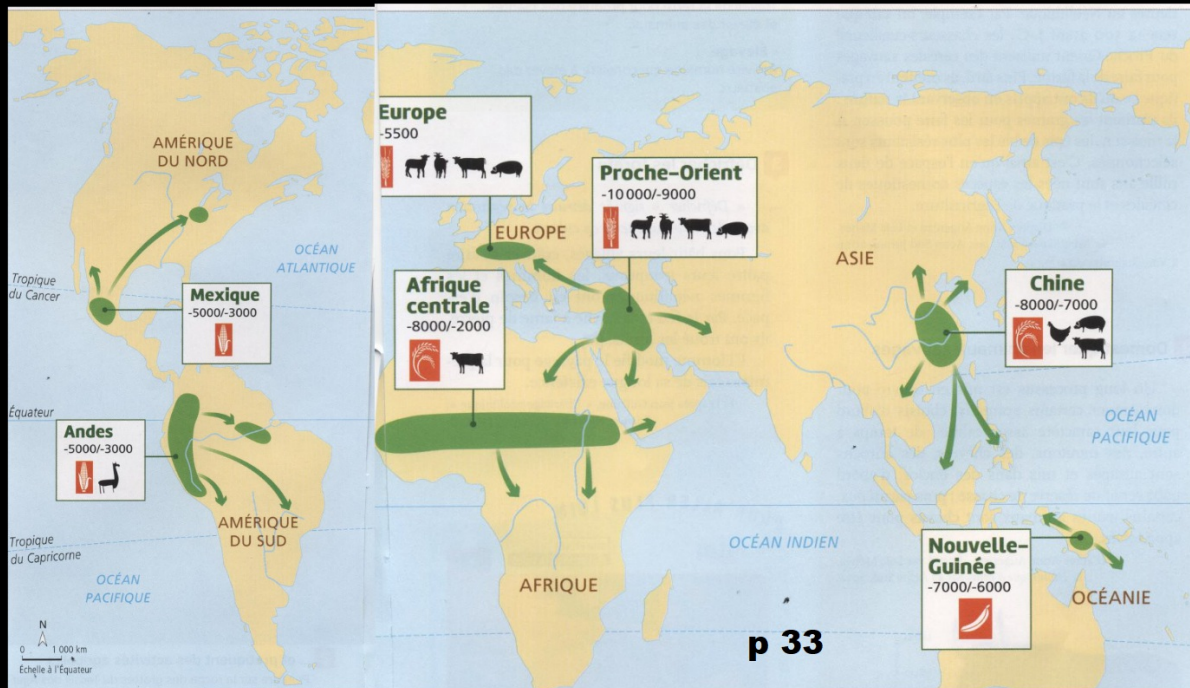 AMÉRIQUE
DU NORD
OCÉAN
ATLANTIQUE
Tropique
du Cancer
Mexique
-5000/-3000
Équateur
Andes
-5000/-3000
AMÉRIQUE
DU SUD
Tropique
du Capricorne
OCÉAN
PACIFIQUE
N
0 1 000 km
Échelle à l'Équateur
Europe
-5500
EUROPE
Proche-Orient
-10 000/-9000
Afrique
centrale
-8000/-2000
ASIE
Chine
-8000/-7000
OCÉAN
PACIFIQUE
OCÉAN INDIEN
AFRIQUE
Nouvelle-
Guinée
-7000/-6000
OCÉANIE
p 33